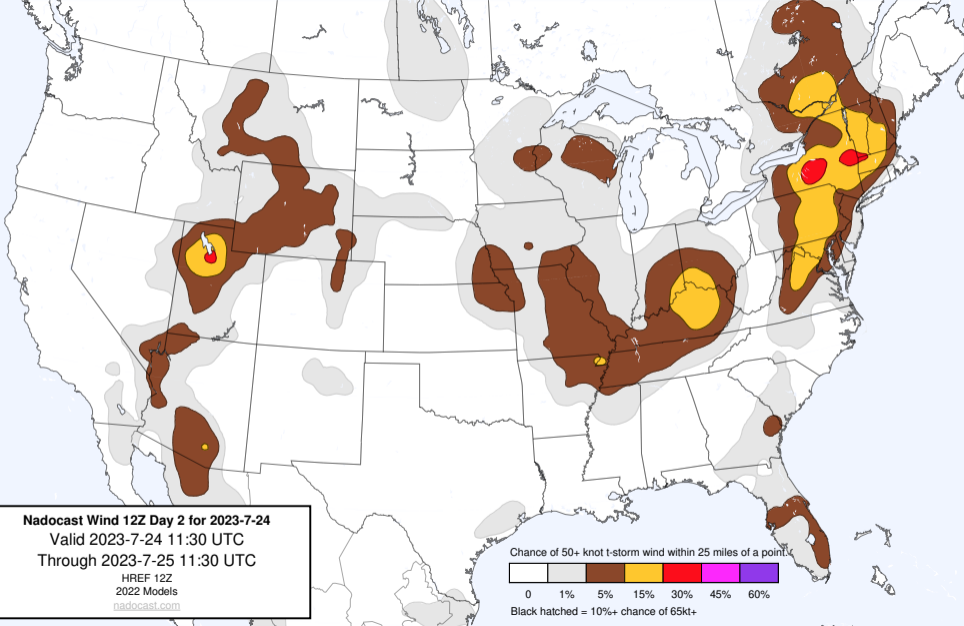 Nadocast Wind 12Z Day 2 for 2023-7-24
Valid 2023-7-24 11:30 UTC
Through 2023-7-25 11:30 UTC
HREF 12Z
2022 Models
nadocast.com
Chance of 50+ knot t-storm wind within 25 miles of a point.
0 1% 5% 15% 30% 45% 60%
Black hatched = 10%+ chance of 65kt+